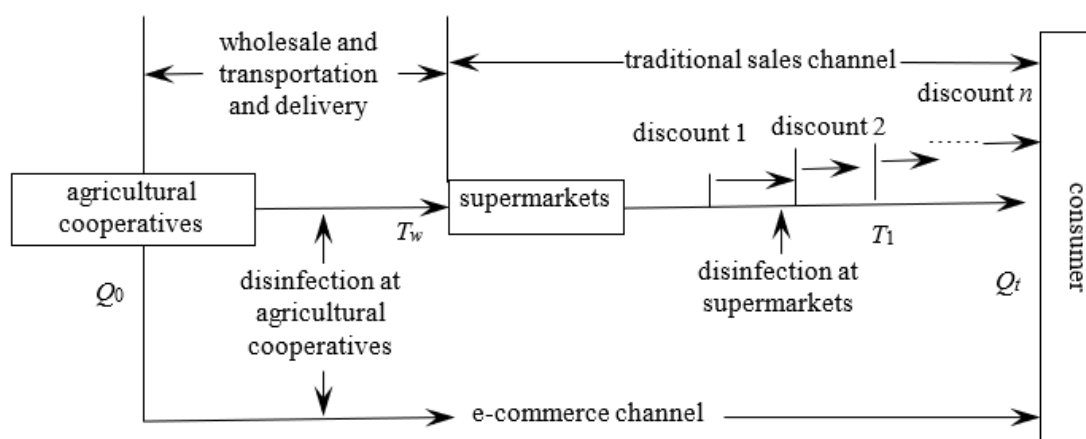 wholesale and
transportation
and delivery
traditional sales channel
discount n
discount 1
discount 2
agricultural
cooperatives
supermarkets
Tw
T1
disinfection at
agricultural
cooperatives
disinfection at
supermarkets
Q0
Qt
consumer
e-commerce channel